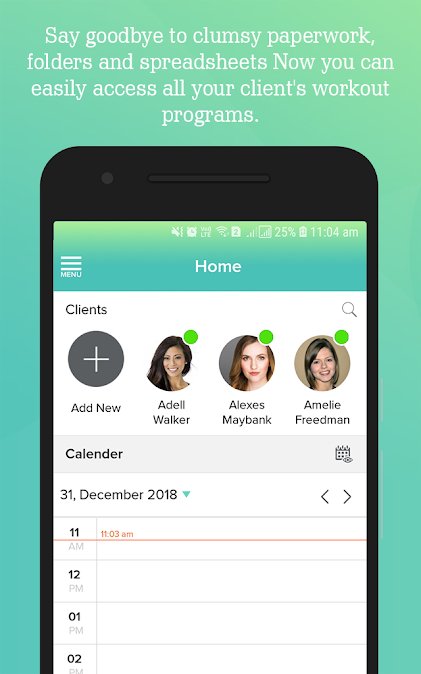 Say goodbye to clumsy paperwork,
folders and spreadsheets Now you can
easily access all your client's workout
programs.
25% 11:04 am
MENU
Home
Clients
Add New
Adell
Walker
Alexes
Maybank
Amelie
Freedman
Calender
31, December 2018
11
AM
11:03 am
12
PM
01
PM
02
PM